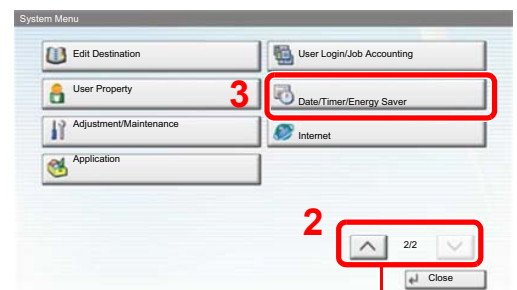 System Menu
Edit Destination
User Login/Job Accounting
User Property
3
Date/Timer/Energy Saver
Adjustment/Maintenance
Internet
Application
2
2/2
Close